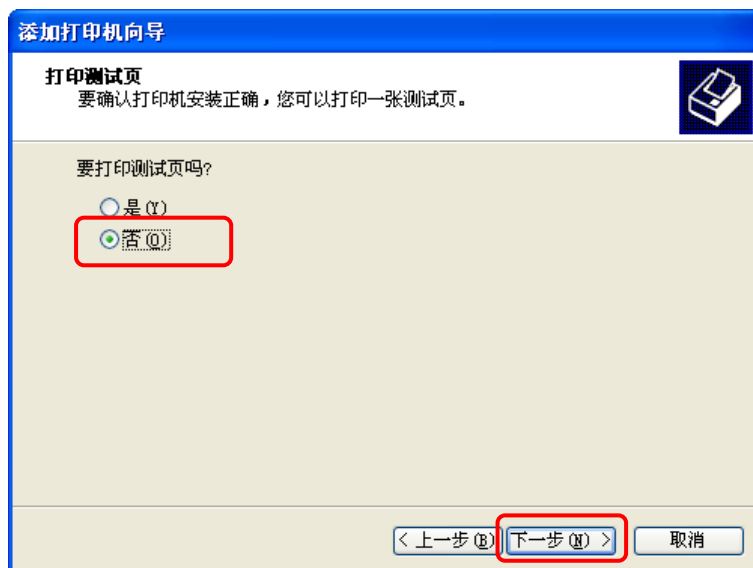 添加打印机向导
打印测试页
要确认打印机安装正确，您可以打印一张测试页。
要打印测试页吗?
是(Y)
否(O)
< 上一步(B) 下一步(N) > 取消